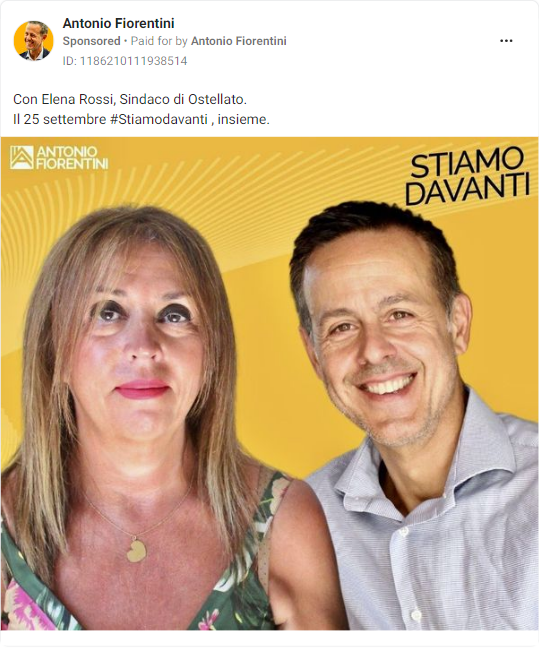 Antonio Fiorentini
Sponsored • Paid for by Antonio Fiorentini
ID: 1186210111938514
Con Elena Rossi, Sindaco di Ostellato.
Il 25 settembre #Stiamodavanti , insieme.
ANTONIO
FIORENTINI
STIAMO
DAVANTI